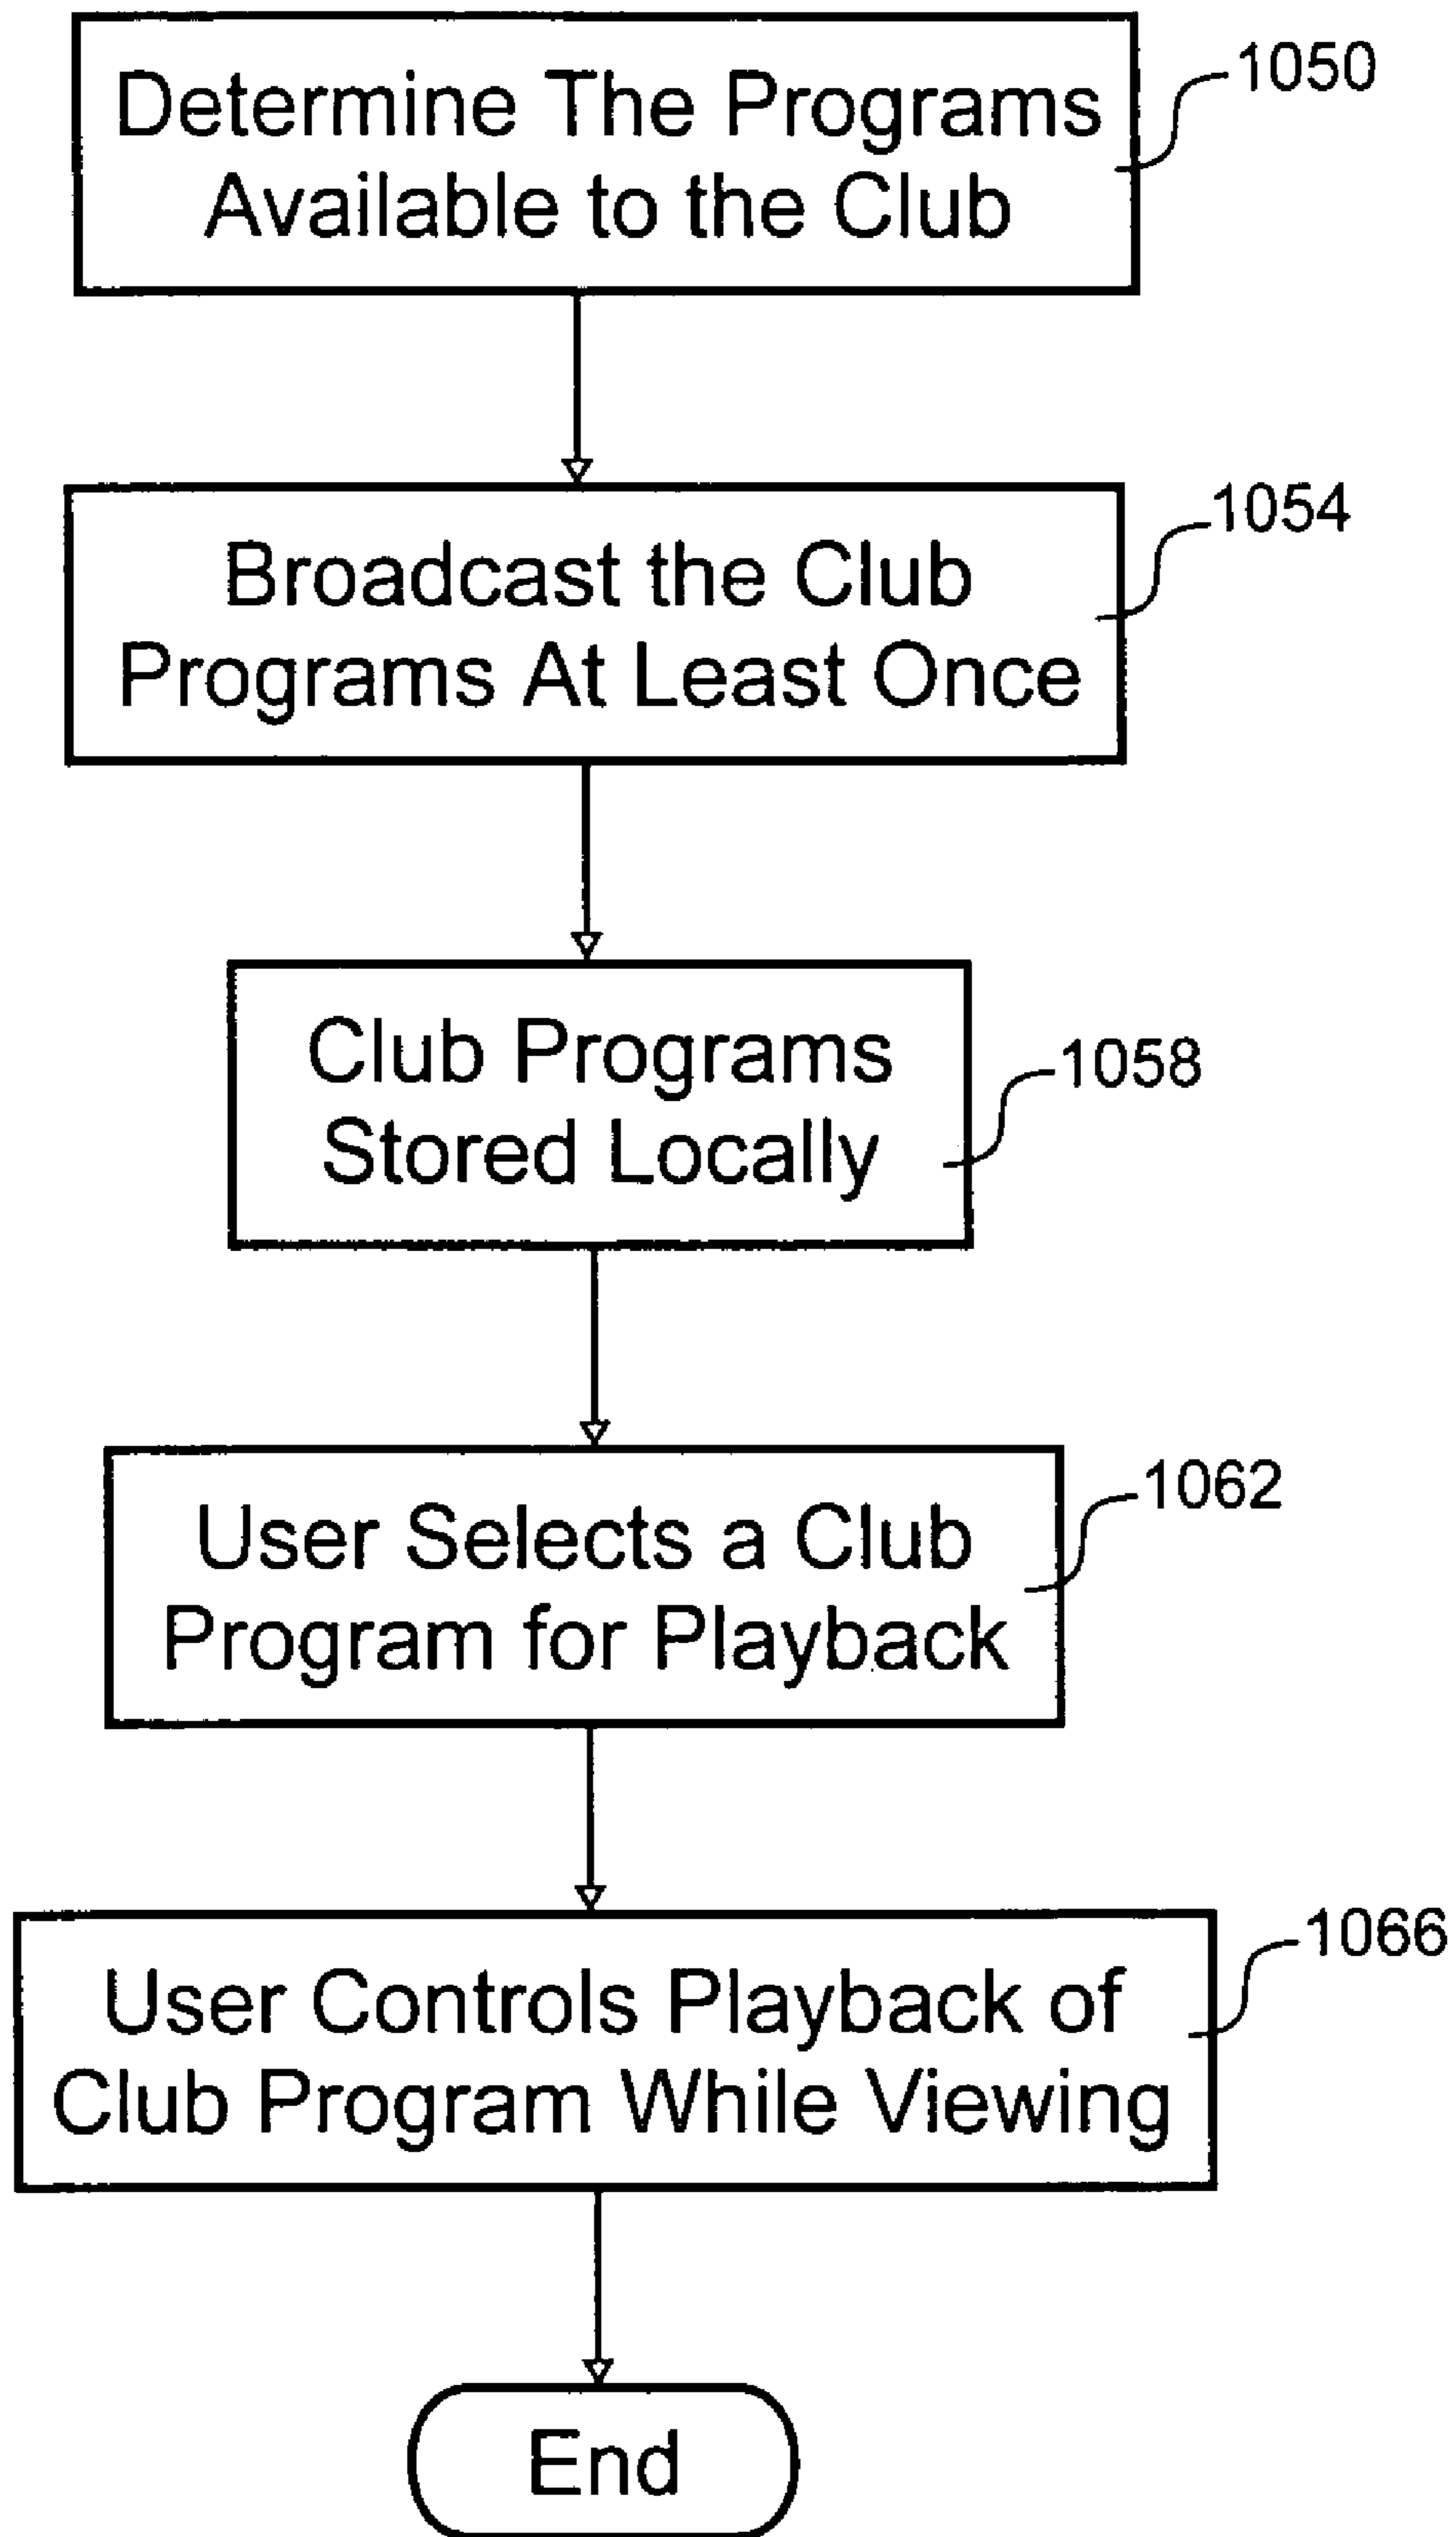 Determine The Programs
Available to the Club
1050
Broadcast the Club
Programs At Least Once
1054
Club Programs
Stored Locally
1058
User Selects a Club
Program for Playback
1062
User Controls Playback of
Club Program While Viewing
1066
End